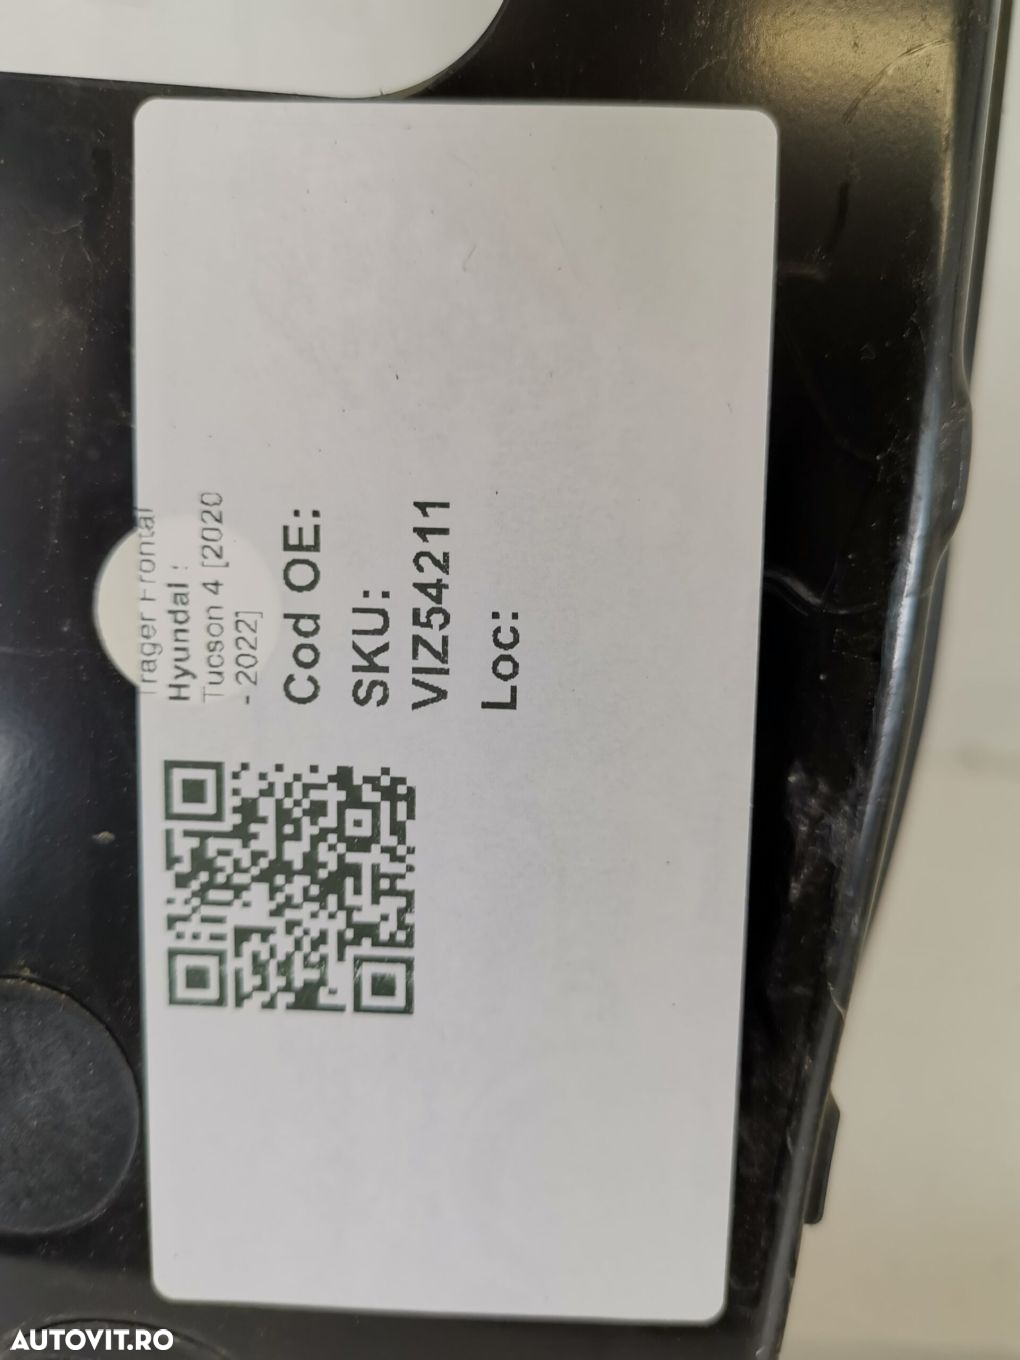 Trager Frontal
Hyundai :
Tucson 4 [2020
- 2022]
Cod OE:
SKU:
VIZ54211
Loc:
AUTOVIT.RO